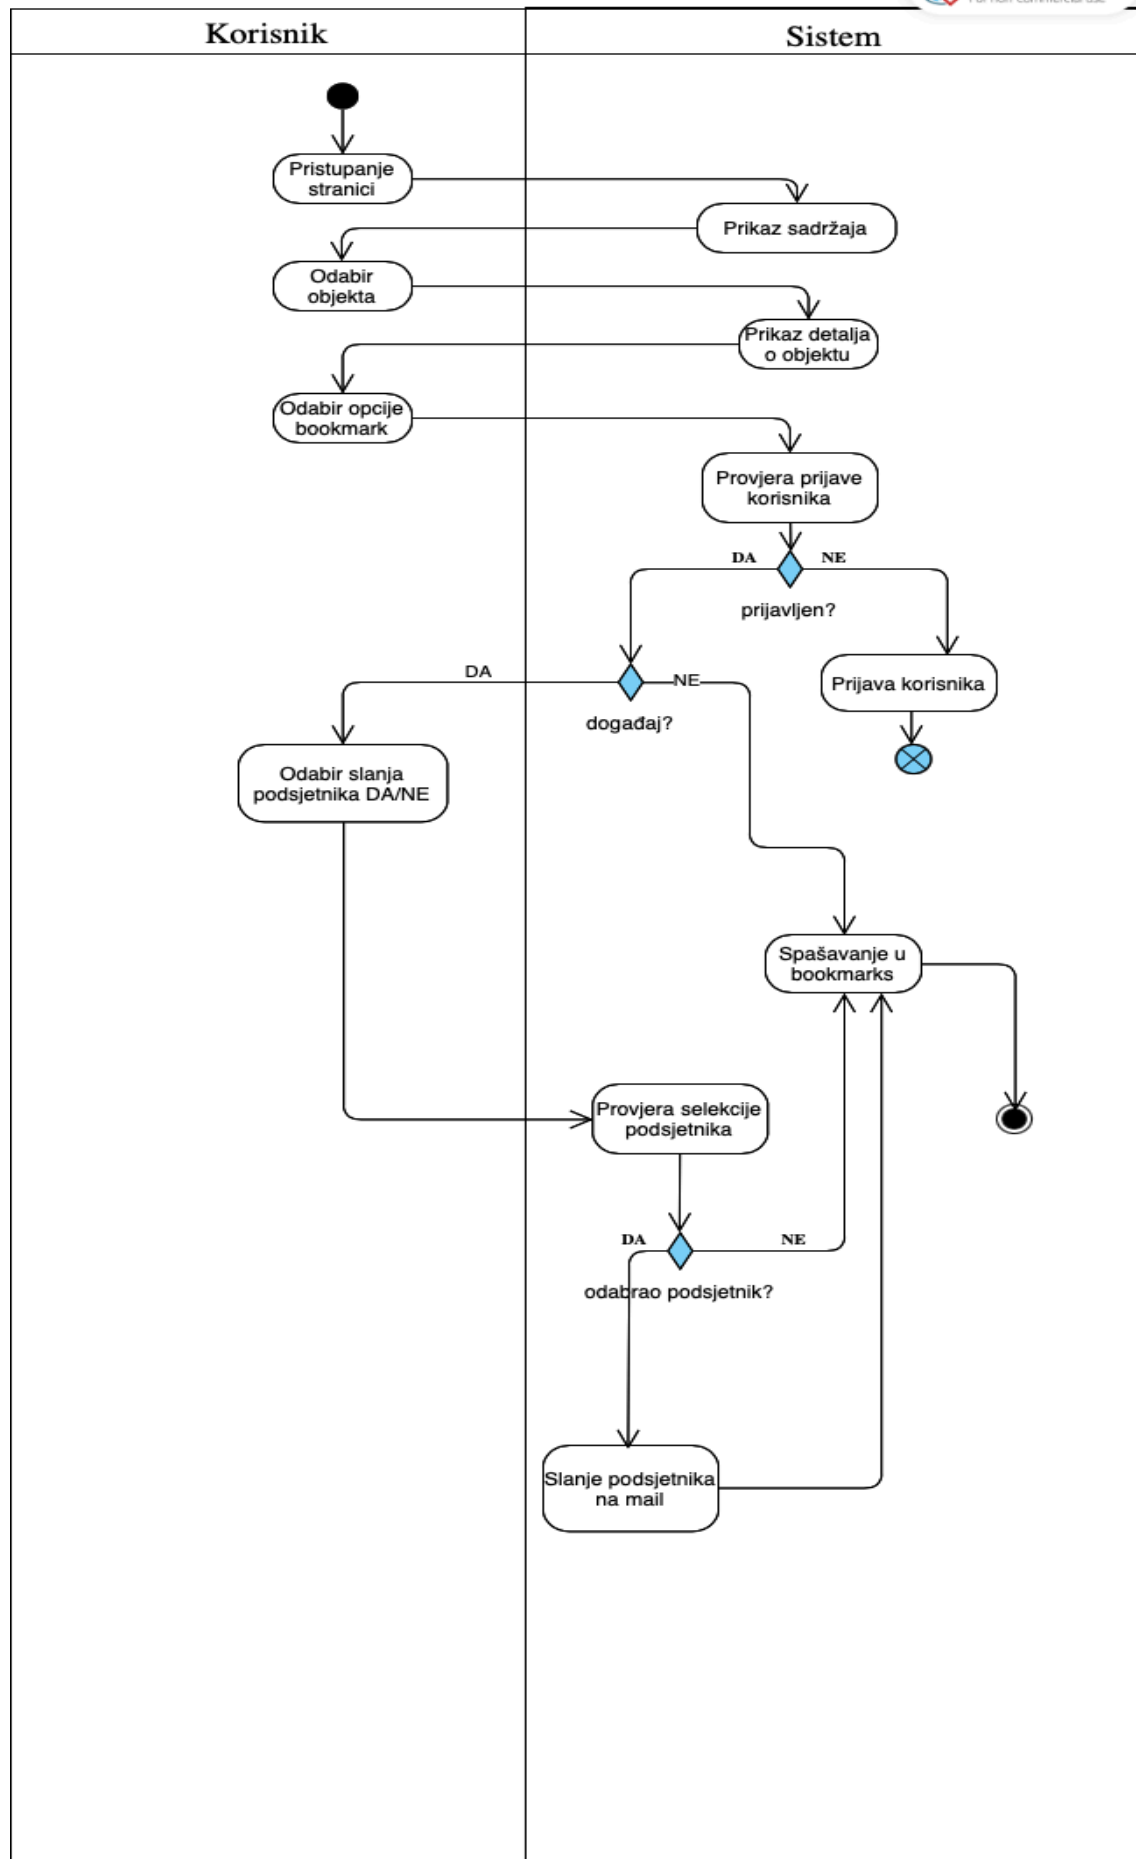 Korisnik
Sistem
Pristupanje
stranici
Prikaz sadržaja
Odabir
objekta
Prikaz detalja
o objektu
Odabir opcije
bookmark
Provjera prijave
korisnika
DA
NE
prijavljen?
DA
NE
događaj?
Prijava korisnika
Odabir slanja
podsjetnika DA/NE
Spašavanje u
bookmarks
Provjera selekcije
podsjetnika
DA
NE
odabrao podsjetnik?
Slanje podsjetnika
na mail